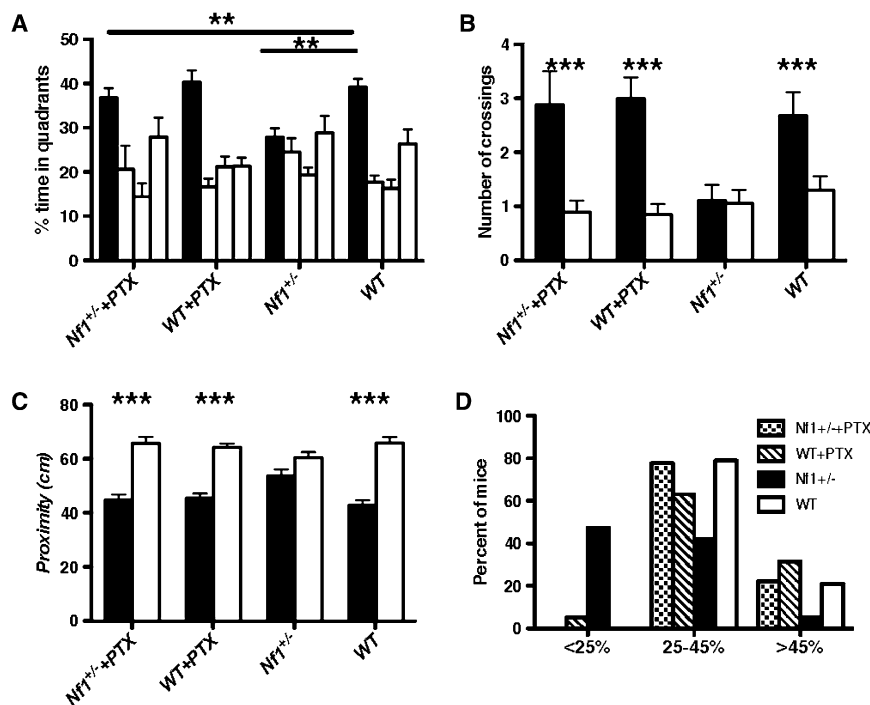 A
**
**
% time in quadrants
50
40
30
20
10
0
Nf1+/-+PTX
WT+PTX
Nf1+/-
WT
B
***
***
***
Number of crossings
4
3
2
1
0
Nf1+/-+PTX
WT+PTX
Nf1+/-
WT
C
***
***
***
Proximity (cm)
80
60
40
20
0
Nf1+/-+PTX
WT+PTX
Nf1+/-
WT
D
Percent of mice
100
80
60
40
20
0
Nf1+/-+PTX
WT+PTX
Nf1+/-
WT
<25%
25-45%
>45%